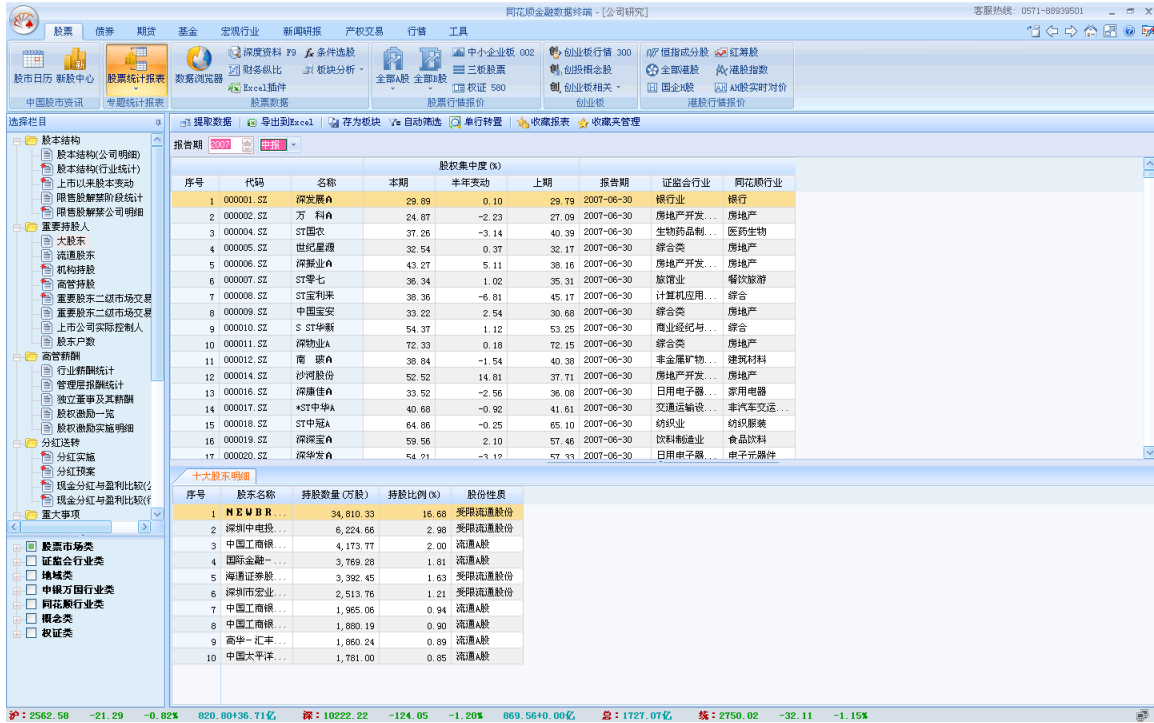 同花顺金融数据终端 - [公司研究]
客服热线: 0571-88939501
股票 债券 期货 基金 宏观行业 新闻研报 产权交易 行情 工具
股市日历 新股中心 股票统计报表 数据浏览器
深度资料 F9 条件选股
财务纵比 板块分析
Excel插件
全部A股 全部B股
中小企业板 002
三板股票
权证 580
创业板行情 300
创投概念股
创业板相关
恒指成分股 红筹股
全部港股 港股指数
国企H股 AH股实时对价
中国股市资讯 专题统计报表 股票数据 股票行情报价 创业板 港股行情报价
选择栏目
提取数据 导出到Excel 存为板块 自动筛选 单行转置 收藏报表 收藏夹管理
报告期 2007 中报
股本结构
股本结构(公司明细)
股本结构(行业统计)
上市以来股本变动
限售股解禁阶段统计
限售股解禁公司明细
重要持股人
大股东
流通股东
机构持股
高管持股
重要股东二级市场交易
重要股东二级市场交易
上市公司实际控制人
股东户数
高管薪酬
行业薪酬统计
管理层报酬统计
独立董事及其薪酬
股权激励一览
股权激励实施明细
分红送转
分红实施
分红预案
现金分红与盈利比较(公
现金分红与盈利比较(行
重大事项
股票市场类
证监会行业类
地域类
申银万国行业类
同花顺行业类
概念类
权证类
股权集中度(%)
序号 代码 名称 本期 半年变动 上期 报告期 证监会行业 同花顺行业
1 000001.SZ 深发展A 29.89 0.10 29.79 2007-06-30 银行业 银行
2 000002.SZ 万 科A 24.87 -2.23 27.09 2007-06-30 房地产开发... 房地产
3 000004.SZ ST国农 37.26 -3.14 40.39 2007-06-30 生物药品制... 医药生物
4 000005.SZ 世纪星源 32.54 0.37 32.17 2007-06-30 综合类 房地产
5 000006.SZ 深振业A 43.27 5.11 38.16 2007-06-30 房地产开发... 房地产
6 000007.SZ ST零七 36.34 1.02 35.31 2007-06-30 旅馆业 餐饮旅游
7 000008.SZ ST宝利来 38.36 -6.81 45.17 2007-06-30 计算机应用... 综合
8 000009.SZ 中国宝安 33.22 2.54 30.68 2007-06-30 综合类 房地产
9 000010.SZ S ST华新 54.37 1.12 53.25 2007-06-30 商业经纪与... 综合
10 000011.SZ 深物业A 72.33 0.18 72.15 2007-06-30 综合类 房地产
11 000012.SZ 南 玻A 38.84 -1.54 40.38 2007-06-30 非金属矿物... 建筑材料
12 000014.SZ 沙河股份 52.52 14.81 37.71 2007-06-30 房地产开发... 房地产
13 000016.SZ 深康佳A 33.52 -2.56 36.08 2007-06-30 日用电子器... 家用电器
14 000017.SZ *ST中华A 40.68 -0.92 41.61 2007-06-30 交通运输设... 非汽车交运...
15 000018.SZ ST中冠A 64.86 -0.25 65.10 2007-06-30 纺织业 纺织服装
16 000019.SZ 深深宝A 59.56 2.10 57.46 2007-06-30 饮料制造业 食品饮料
17 000020.SZ 深华发A 54.21 -3.12 57.33 2007-06-30 日用电子器... 电子元器件
十大股东明细
序号 股东名称 持股数量(万股) 持股比例(%) 股份性质
1 NEWBR... 34,810.33 16.68 受限流通股份
2 深圳中电投... 6,224.66 2.98 受限流通股份
3 中国工商银... 4,173.77 2.00 流通A股
4 国际金融－... 3,769.28 1.81 流通A股
5 海通证券股... 3,392.45 1.63 受限流通股份
6 深圳市宏业... 2,513.76 1.21 受限流通股份
7 中国工商银... 1,965.06 0.94 流通A股
8 中国工商银... 1,880.19 0.90 流通A股
9 高华－汇丰... 1,860.24 0.89 流通A股
10 中国太平洋... 1,781.00 0.85 流通A股
沪:2562.58 -21.29 -0.82% 820.80+36.71亿 深:10222.22 -124.05 -1.20% 869.56+0.00亿 总:1727.07亿 统:2750.02 -32.11 -1.15%